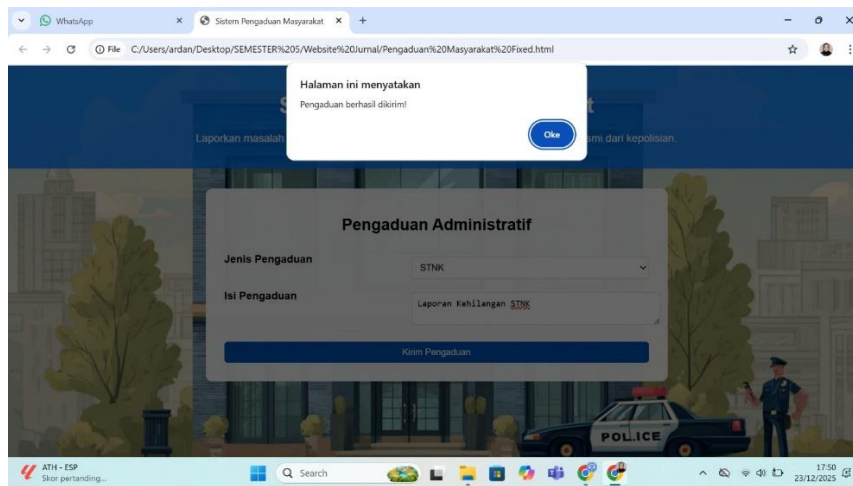 WhatsApp
Sistem Pengaduan Masyarakat
File C:/Users/ardan/Desktop/SEMESTER%205/Website%20Jurnal/Pengaduan%20Masyarakat%20Fixed.html
Halaman ini menyatakan
Pengaduan berhasil dikirim!
Oke
Laporkan masalah
smi dari kepolisian.
Pengaduan Administratif
Jenis Pengaduan
STNK
Isi Pengaduan
Laporan Kehilangan STNK
Kirim Pengaduan
POLICE
ATH - ESP
Skor pertanding...
Search
17:50
23/12/2025